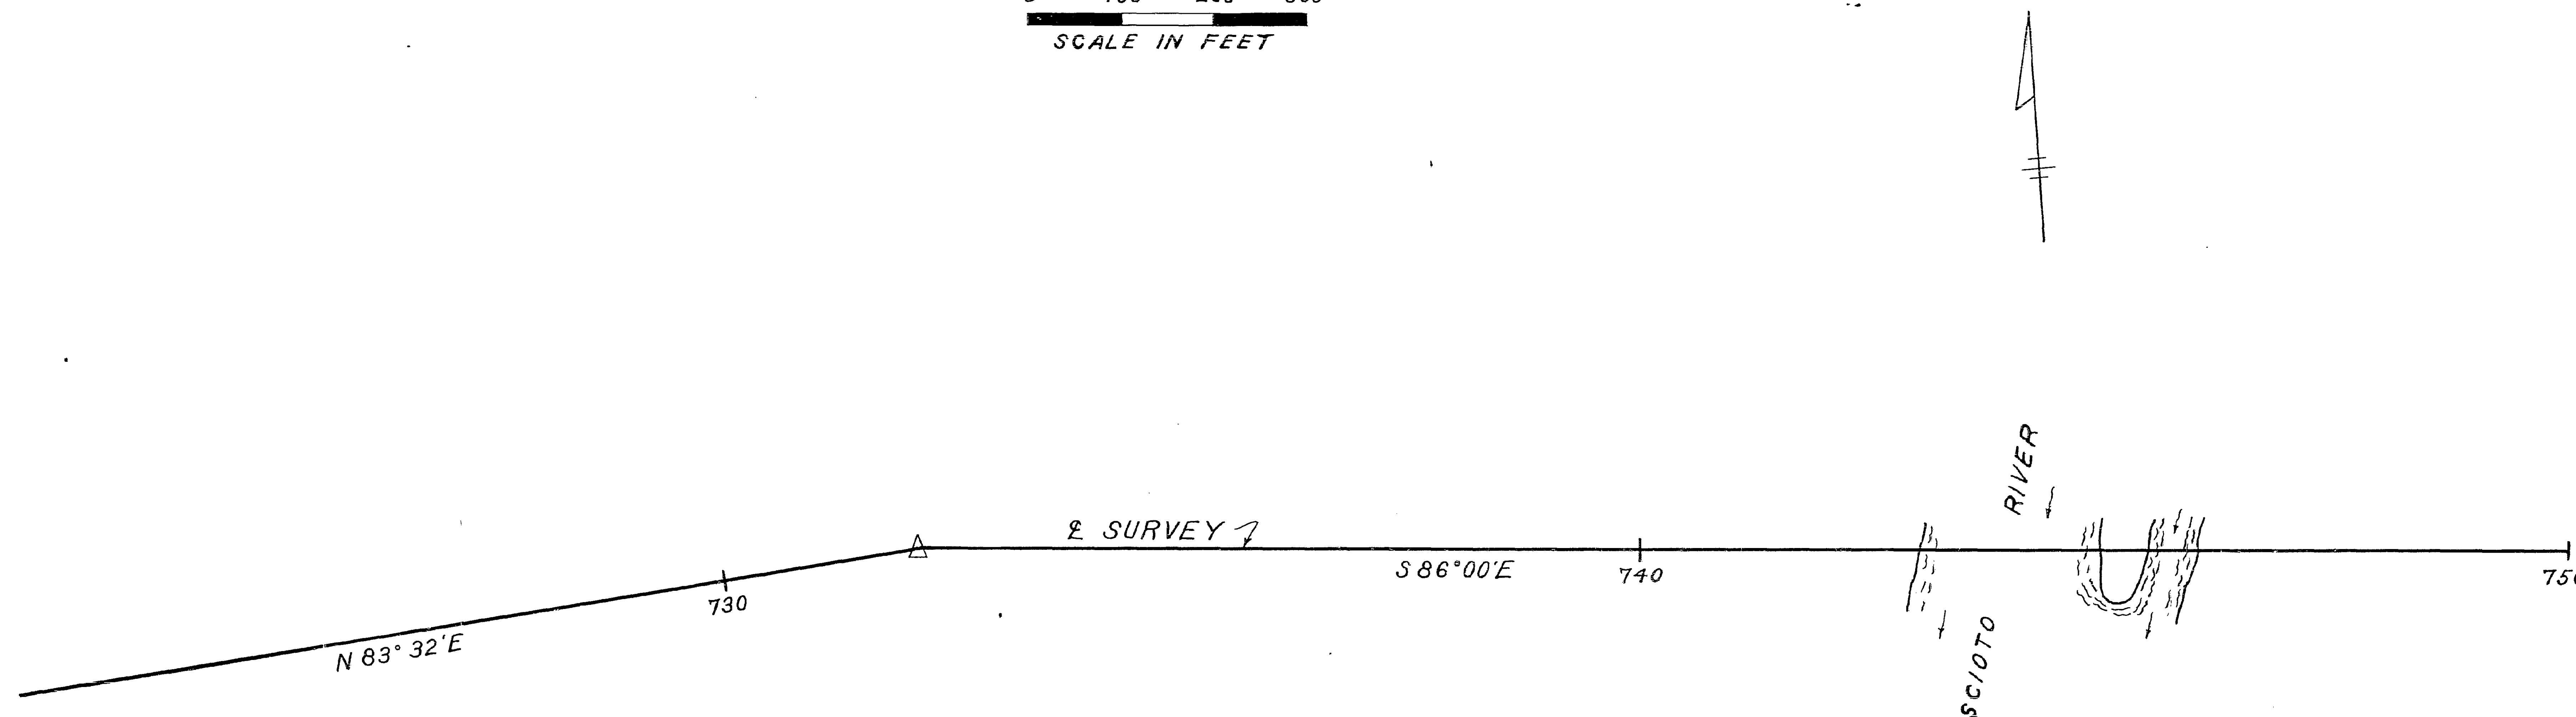 SCALE IN FEET
RIVER
℄ SURVEY
S 86°00'E
740
730
N 83° 32'E
SCIOTO